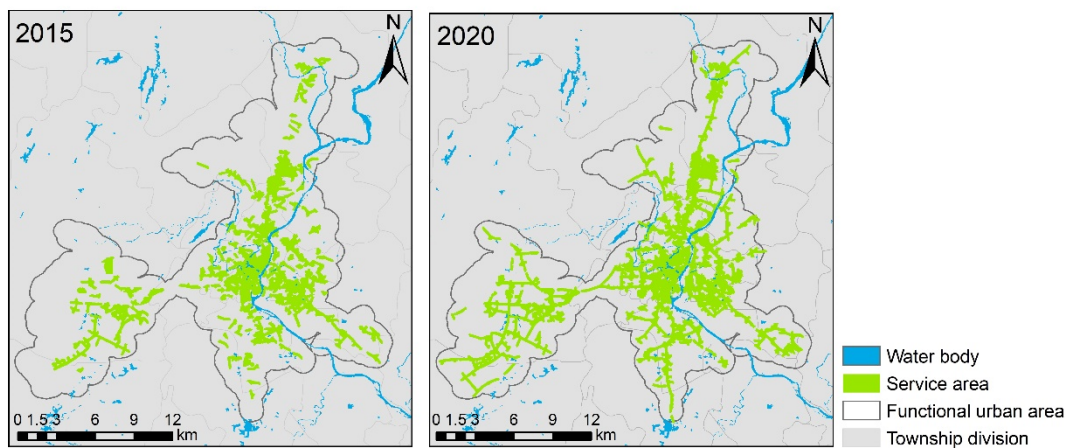 2015
N
0 1.5 3 6 9 12
km
2020
N
0 1.5 3 6 9 12
km
Water body
Service area
Functional urban area
Township division